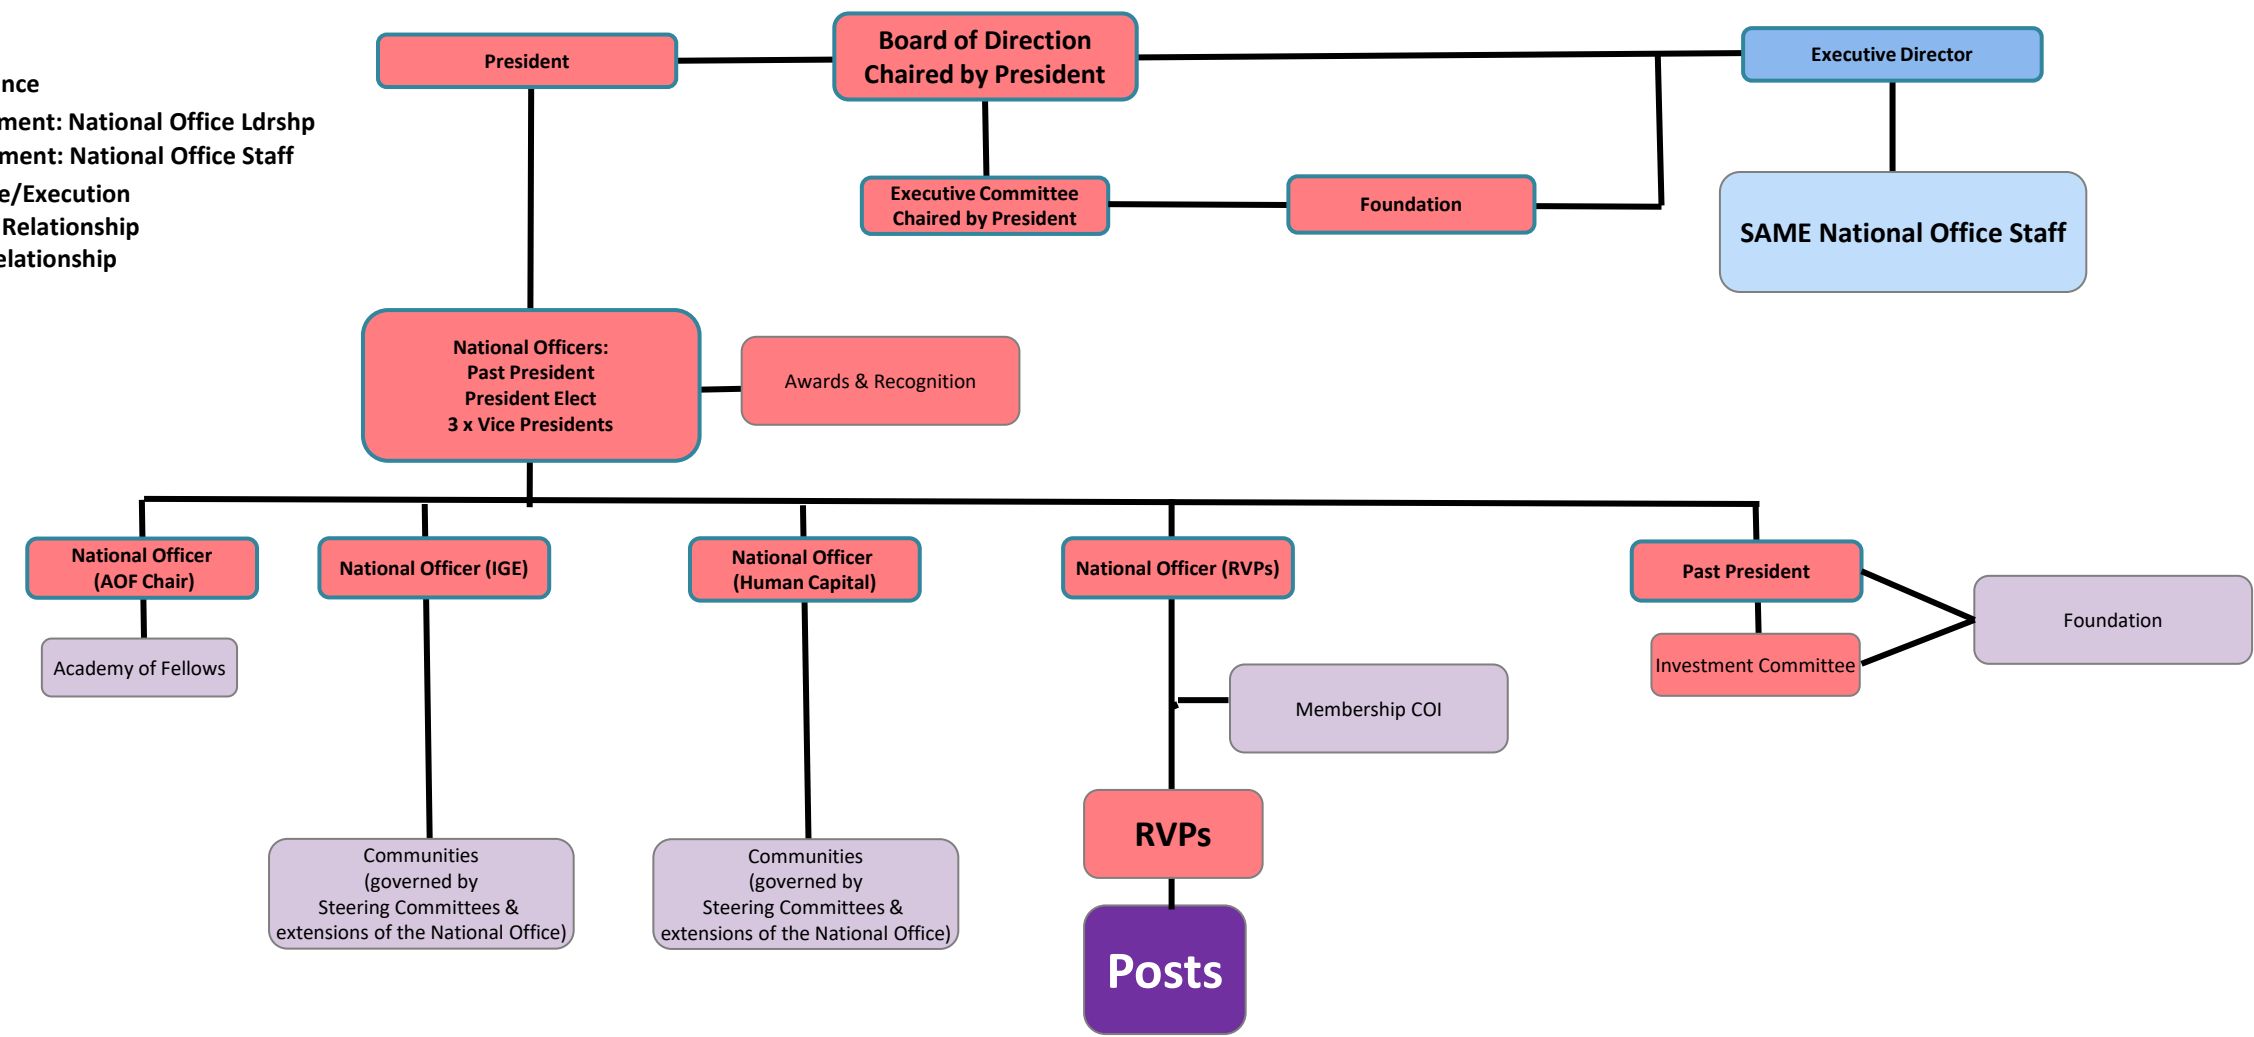 President
Board of Direction
Chaired by President
Executive Director
ment: National Office Ldrshp
ment: National Office Staff
e/Execution
Relationship
Executive Committee
Chaired by President
Foundation
SAME National Office Staff
National Officers:
Past President
President Elect
3 x Vice Presidents
Awards & Recognition
National Officer
(AOF Chair)
National Officer (IGE)
National Officer
(Human Capital)
National Officer (RVPs)
Past President
Academy of Fellows
Investment Committee
Foundation
Membership COI
RVPs
Communities
(governed by
Steering Committees &
extensions of the National Office)
Communities
(governed by
Steering Committees &
extensions of the National Office)
Posts